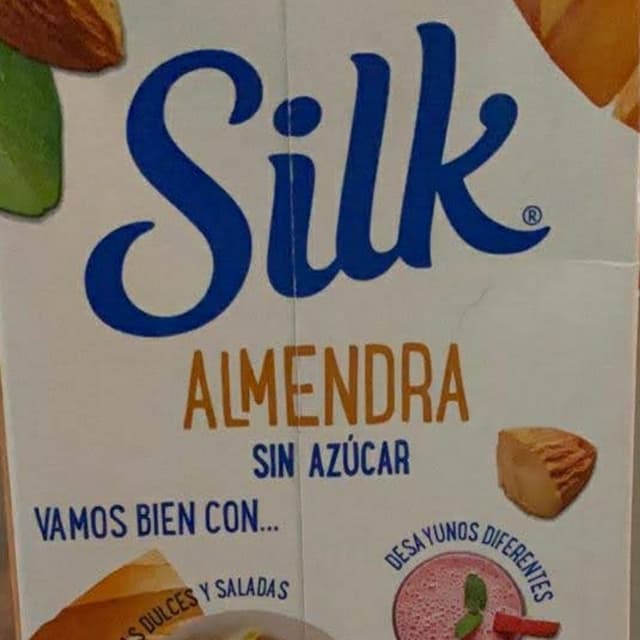 Silk®
ALMENDRA
SIN AZÚCAR
VAMOS BIEN CON...
DULCES Y SALADAS
DESAYUNOS DIFERENTES